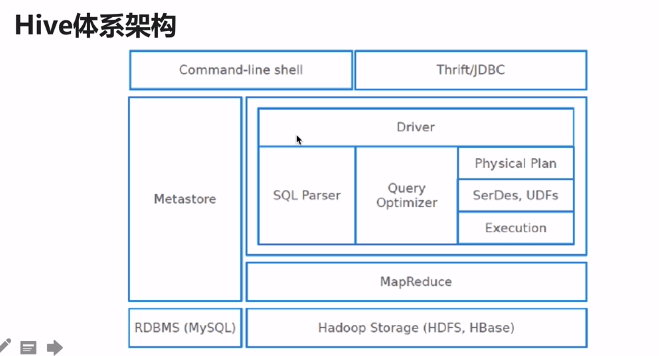 Hive体系架构
Command-line shell
Thrift/JDBC
Metastore
Driver
SQL Parser
Query
Optimizer
Physical Plan
SerDes, UDFs
Execution
MapReduce
RDBMS (MySQL)
Hadoop Storage (HDFS, HBase)